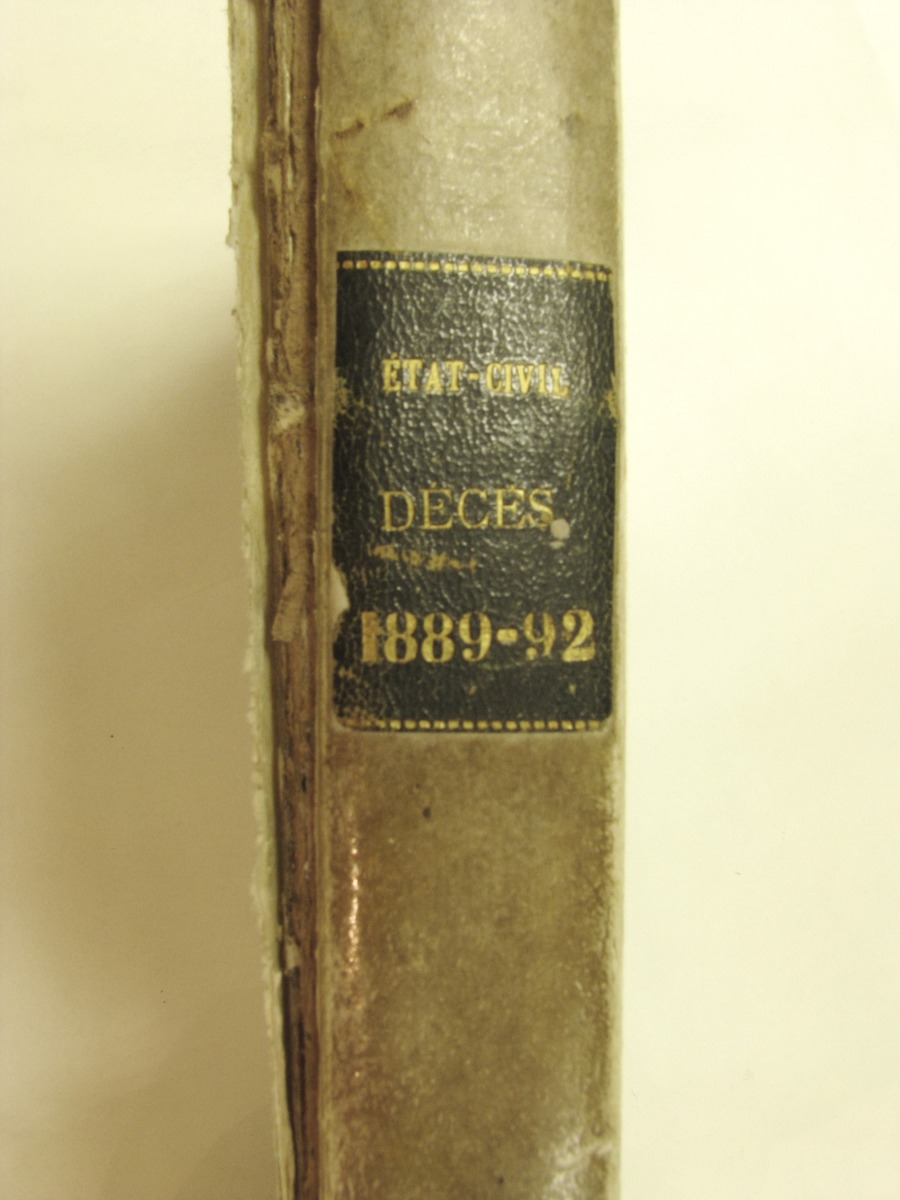 ÉTAT-CIVIL
DÉCÈS
1889-92